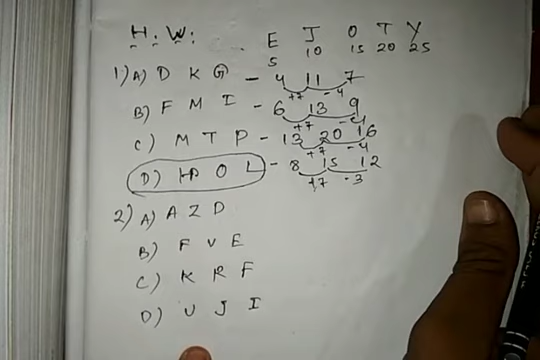 H. W:
E J O T Y
5 10 15 20 25
1) A) D K G - 4 11 7
+7 -4
B) F M I - 6 13 9
+7 -4
C) M T P - 13 20 16
+7 -4
D) H O L - 8 15 12
+7 -3
2) A) A Z D
B) F V E
C) K R F
D) U J I